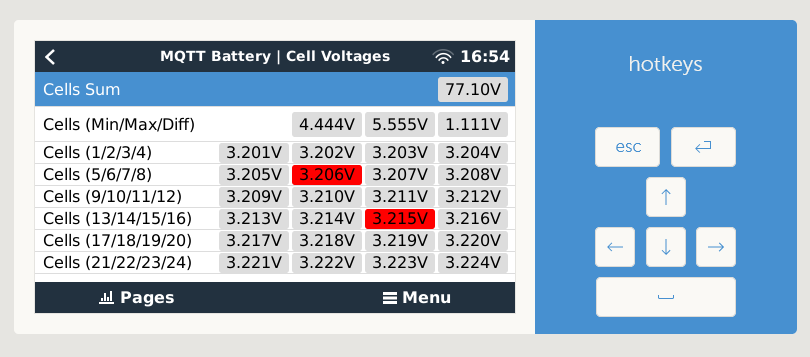 MQTT Battery | Cell Voltages 16:54
hotkeys
Cells Sum 77.10V
Cells (Min/Max/Diff) 4.444V 5.555V 1.111V
Cells (1/2/3/4) 3.201V 3.202V 3.203V 3.204V
Cells (5/6/7/8) 3.205V 3.206V 3.207V 3.208V
Cells (9/10/11/12) 3.209V 3.210V 3.211V 3.212V
Cells (13/14/15/16) 3.213V 3.214V 3.215V 3.216V
Cells (17/18/19/20) 3.217V 3.218V 3.219V 3.220V
Cells (21/22/23/24) 3.221V 3.222V 3.223V 3.224V
Pages Menu
esc